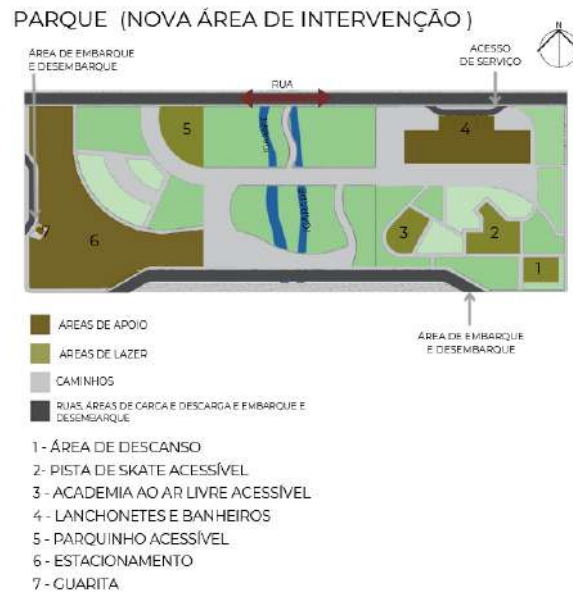 PARQUE (NOVA ÁREA DE INTERVENÇÃO )
ÁREA DE EMBARQUE
E DESEMBARQUE
ACESSO
DE SERVIÇO
N
RUA
IGARAPÉ
5
4
IGARAPÉ
6
3
2
1
ÁREA DE EMBARQUE
E DESEMBARQUE
ÁREAS DE APOIO
ÁREAS DE LAZER
CAMINHOS
RUAS, ÁREAS DE CARGA E DESCARGA E EMBARQUE E
DESEMBARQUE
1 - ÁREA DE DESCANSO
2- PISTA DE SKATE ACESSÍVEL
3 - ACADEMIA AO AR LIVRE ACESSÍVEL
4 - LANCHONETES E BANHEIROS
5 - PARQUINHO ACESSÍVEL
6 - ESTACIONAMENTO
7 - GUARITA